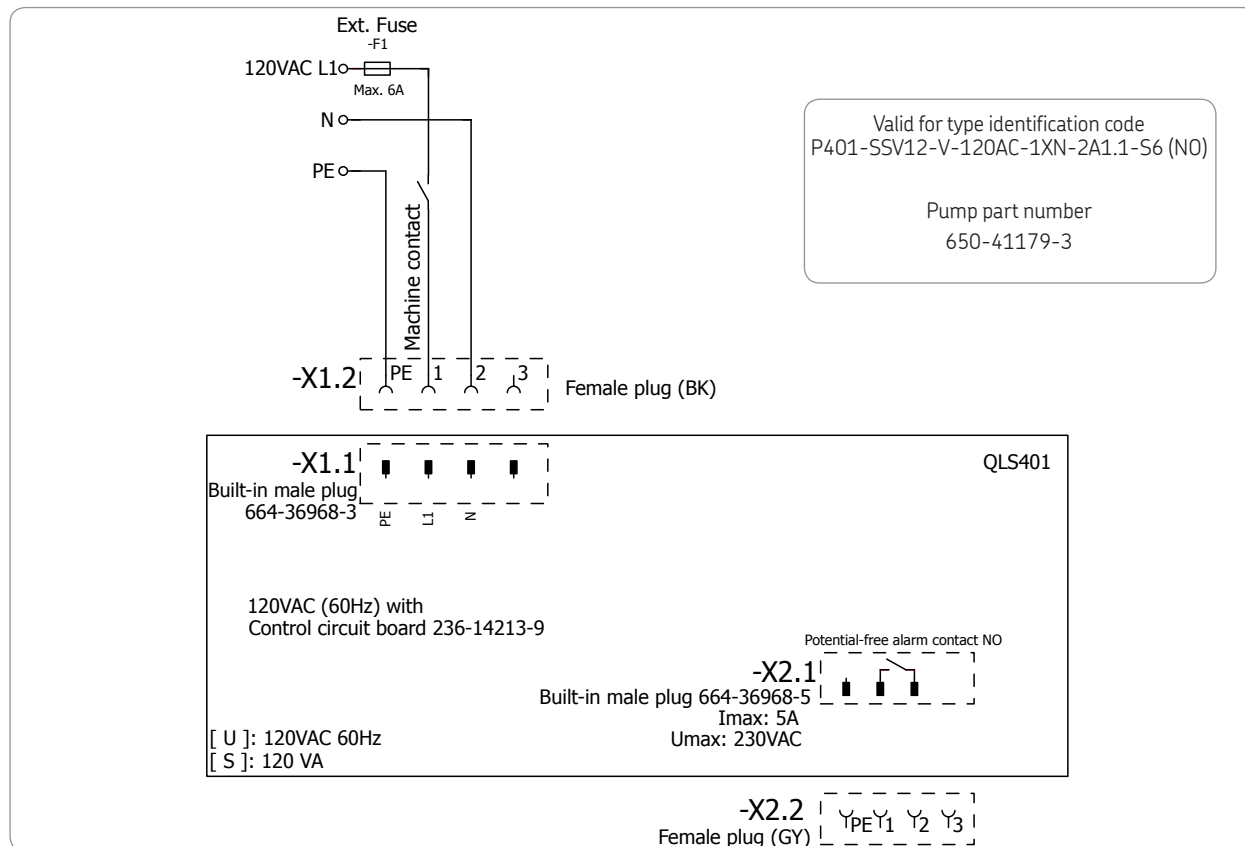 Ext. Fuse
-F1
120VAC L1
Max. 6A
N
PE
Machine contact
Valid for type identification code
P401-SSV12-V-120AC-1XN-2A1.1-S6 (NO)
Pump part number
650-41179-3
-X1.2
PE 1 2 3
Female plug (BK)
-X1.1
Built-in male plug
664-36968-3
PE L1 N
QLS401
120VAC (60Hz) with
Control circuit board 236-14213-9
Potential-free alarm contact NO
-X2.1
Built-in male plug 664-36968-5
Imax: 5A
Umax: 230VAC
[ U ]: 120VAC 60Hz
[ S ]: 120 VA
-X2.2
PE 1 2 3
Female plug (GY)